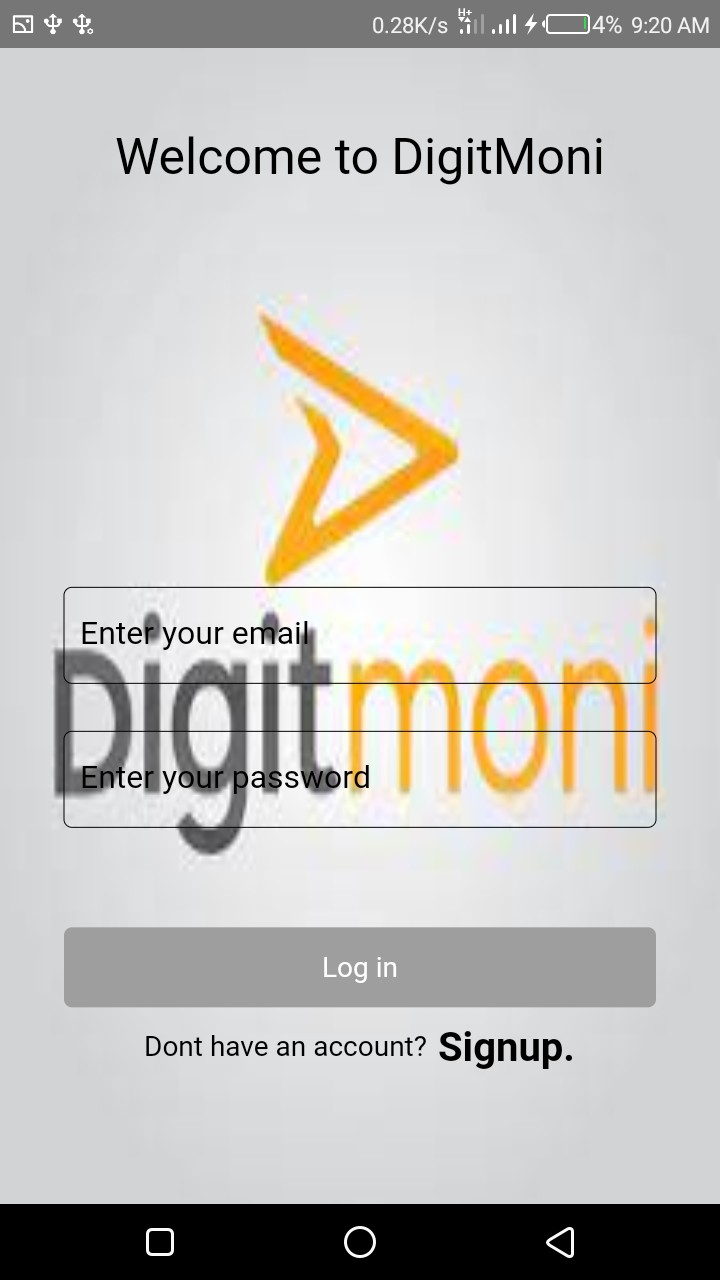 0.28K/s H+ 4% 9:20 AM
Welcome to DigitMoni
Enter your email
Digitmoni
Enter your password
Log in
Dont have an account? Signup.